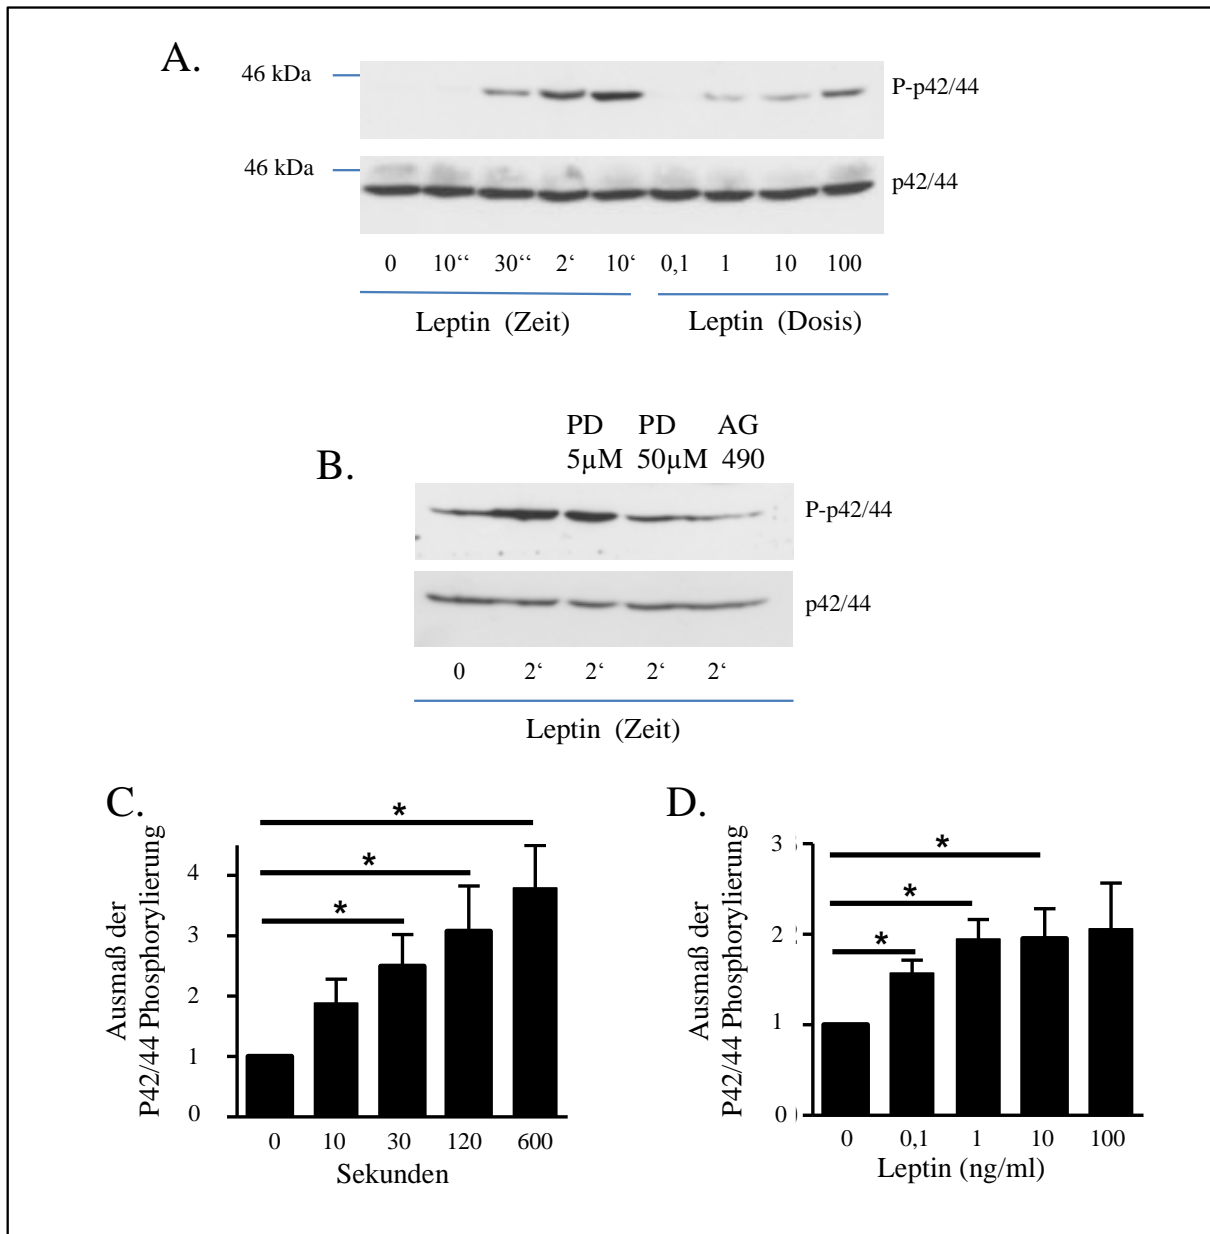 A.
46 kDa
P-p42/44
46 kDa
p42/44
0 10“ 30“ 2‘ 10‘ 0,1 1 10 100
Leptin (Zeit) Leptin (Dosis)
B.
PD PD AG
5µM 50µM 490
P-p42/44
p42/44
0 2‘ 2‘ 2‘ 2‘
Leptin (Zeit)
C.
Ausmaß der
P42/44 Phosphorylierung
4
3
2
1
0
* * *
0 10 30 120 600
Sekunden
D.
Ausmaß der
P42/44 Phosphorylierung
3
2
1
0
* * *
0 0,1 1 10 100
Leptin (ng/ml)